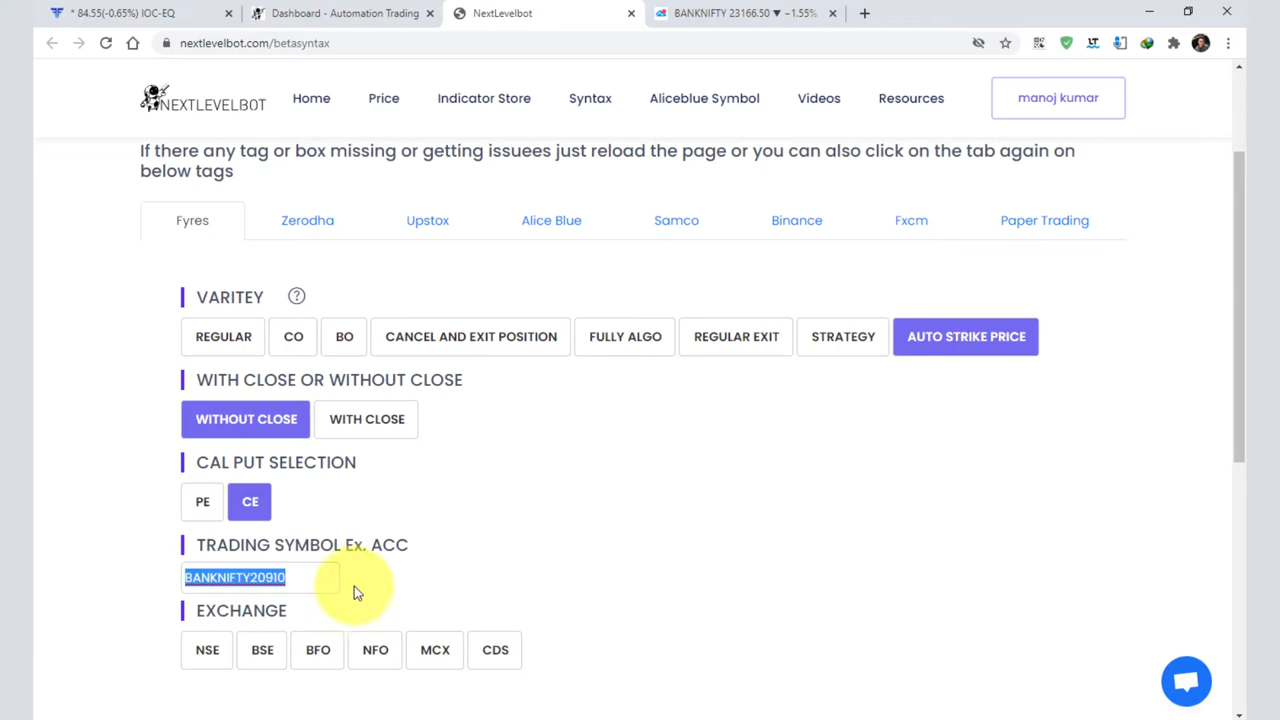 * 84.55(-0.65%) IOC-EQ
Dashboard - Automation Trading
NextLevelbot
BANKNIFTY 23166.50 ▼ −1.55%
nextlevelbot.com/betasyntax
NEXTLEVELBOT
Home
Price
Indicator Store
Syntax
Aliceblue Symbol
Videos
Resources
manoj kumar
If there any tag or box missing or getting issuees just reload the page or you can also click on the tab again on
below tags
Fyres
Zerodha
Upstox
Alice Blue
Samco
Binance
Fxcm
Paper Trading
VARITEY
REGULAR
CO
BO
CANCEL AND EXIT POSITION
FULLY ALGO
REGULAR EXIT
STRATEGY
AUTO STRIKE PRICE
WITH CLOSE OR WITHOUT CLOSE
WITHOUT CLOSE
WITH CLOSE
CAL PUT SELECTION
PE
CE
TRADING SYMBOL Ex. ACC
BANKNIFTY20910
EXCHANGE
NSE
BSE
BFO
NFO
MCX
CDS